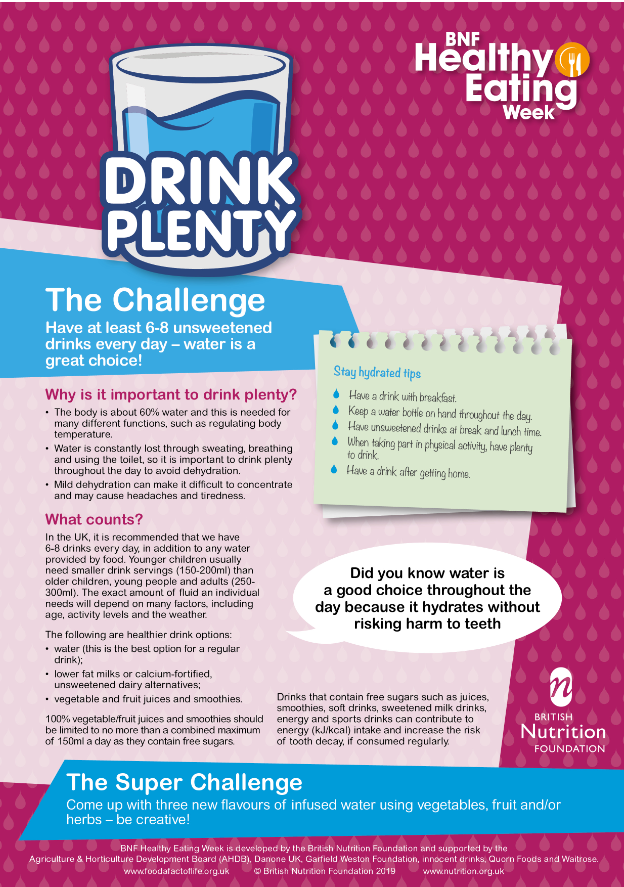 BNF
Healthy
Eating
Week
DRINK
PLENTY
The Challenge
Have at least 6-8 unsweetened
drinks every day – water is a
great choice!
Why is it important to drink plenty?
• The body is about 60% water and this is needed for
many different functions, such as regulating body
temperature.
• Water is constantly lost through sweating, breathing
and using the toilet, so it is important to drink plenty
throughout the day to avoid dehydration.
• Mild dehydration can make it difficult to concentrate
and may cause headaches and tiredness.
What counts?
In the UK, it is recommended that we have
6-8 drinks every day, in addition to any water
provided by food. Younger children usually
need smaller drink servings (150-200ml) than
older children, young people and adults (250-
300ml). The exact amount of fluid an individual
needs will depend on many factors, including
age, activity levels and the weather.
The following are healthier drink options:
• water (this is the best option for a regular
drink);
• lower fat milks or calcium-fortified,
unsweetened dairy alternatives;
• vegetable and fruit juices and smoothies.
100% vegetable/fruit juices and smoothies should
be limited to no more than a combined maximum
of 150ml a day as they contain free sugars.
Stay hydrated tips
Have a drink with breakfast.
Keep a water bottle on hand throughout the day.
Have unsweetened drinks at break and lunch time.
When taking part in physical activity, have plenty
to drink.
Have a drink after getting home.
Did you know water is
a good choice throughout the
day because it hydrates without
risking harm to teeth
Drinks that contain free sugars such as juices,
smoothies, soft drinks, sweetened milk drinks,
energy and sports drinks can contribute to
energy (kJ/kcal) intake and increase the risk
of tooth decay, if consumed regularly.
n
BRITISH
Nutrition
FOUNDATION
The Super Challenge
Come up with three new flavours of infused water using vegetables, fruit and/or
herbs – be creative!
BNF Healthy Eating Week is developed by the British Nutrition Foundation and supported by the
Agriculture & Horticulture Development Board (AHDB), Danone UK, Garfield Weston Foundation, innocent drinks, Quorn Foods and Waitrose.
www.foodafactoflife.org.uk © British Nutrition Foundation 2019 www.nutrition.org.uk